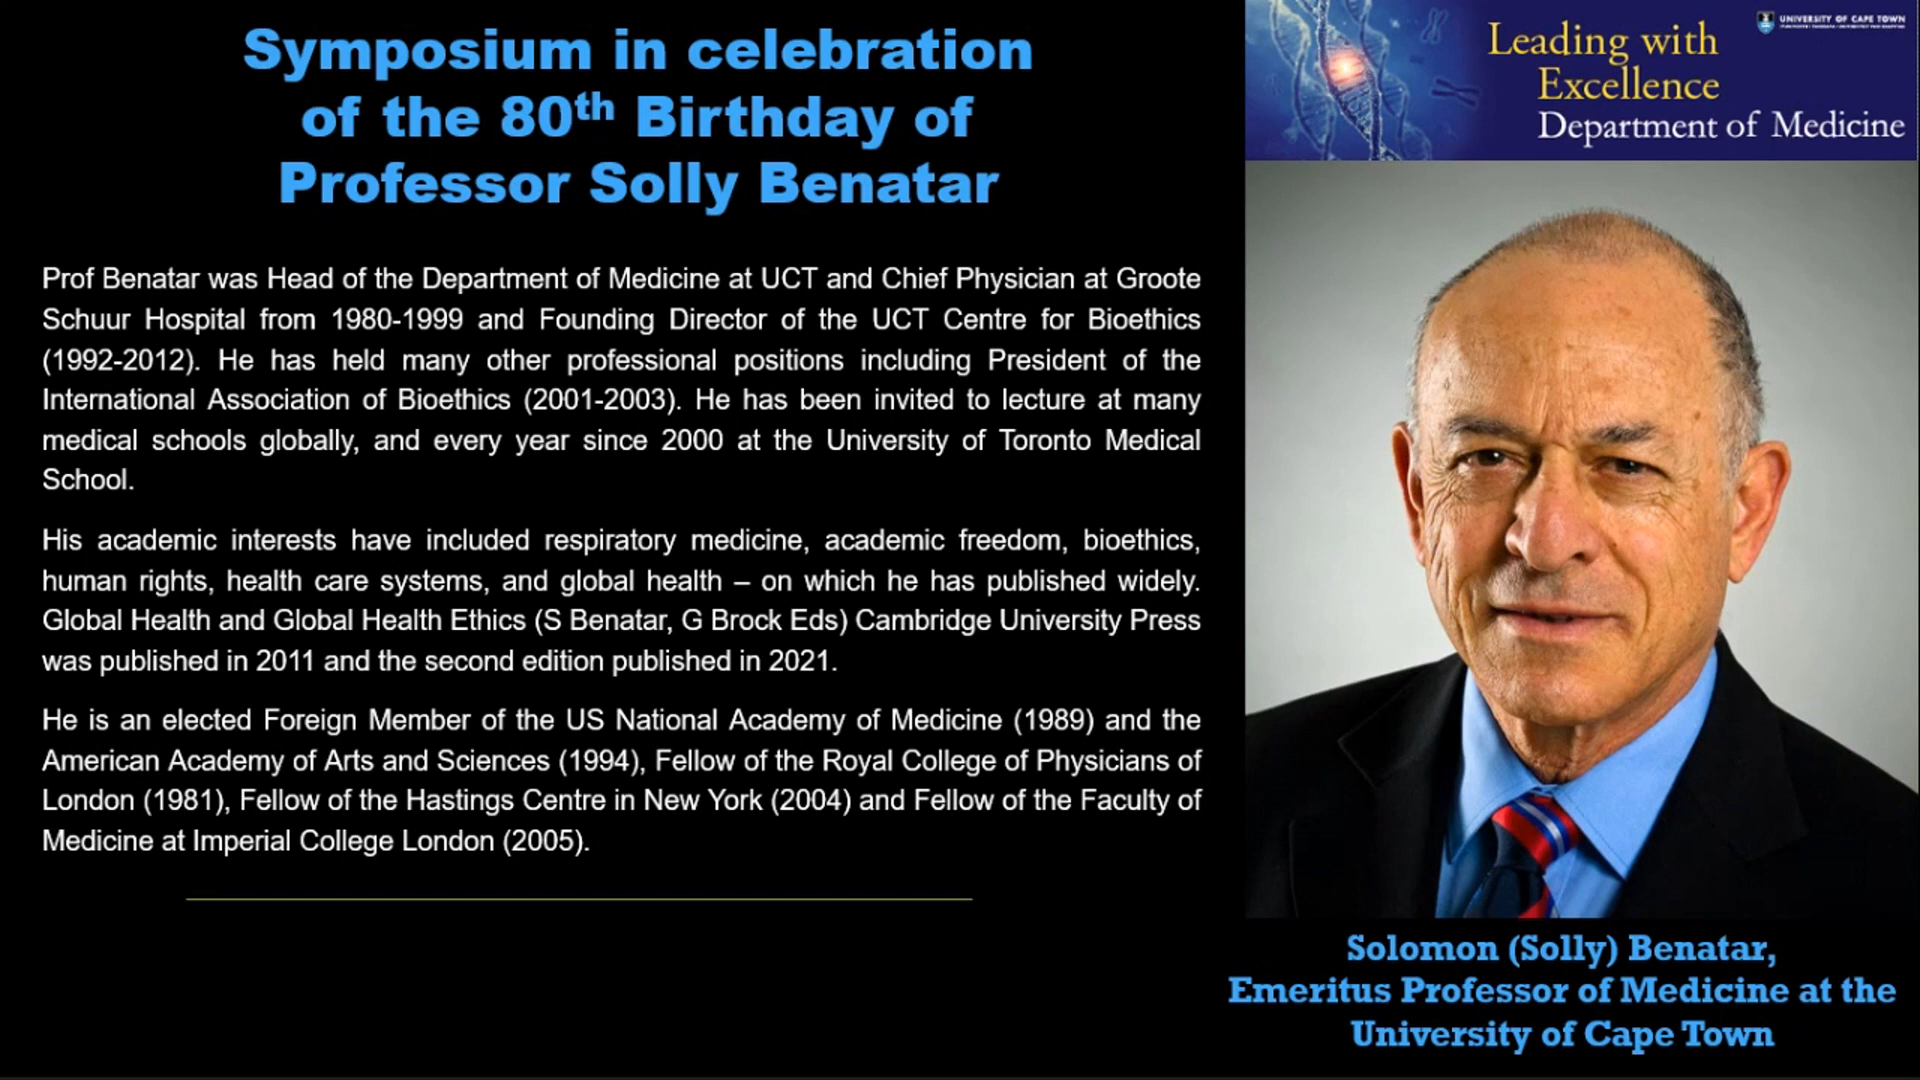 Symposium in celebration
of the 80th Birthday of
Professor Solly Benatar
Prof Benatar was Head of the Department of Medicine at UCT and Chief Physician at Groote
Schuur Hospital from 1980-1999 and Founding Director of the UCT Centre for Bioethics
(1992-2012). He has held many other professional positions including President of the
International Association of Bioethics (2001-2003). He has been invited to lecture at many
medical schools globally, and every year since 2000 at the University of Toronto Medical
School.
His academic interests have included respiratory medicine, academic freedom, bioethics,
human rights, health care systems, and global health – on which he has published widely.
Global Health and Global Health Ethics (S Benatar, G Brock Eds) Cambridge University Press
was published in 2011 and the second edition published in 2021.
He is an elected Foreign Member of the US National Academy of Medicine (1989) and the
American Academy of Arts and Sciences (1994), Fellow of the Royal College of Physicians of
London (1981), Fellow of the Hastings Centre in New York (2004) and Fellow of the Faculty of
Medicine at Imperial College London (2005).
UNIVERSITY OF CAPE TOWN
Leading with
Excellence
Department of Medicine
Solomon (Solly) Benatar,
Emeritus Professor of Medicine at the
University of Cape Town